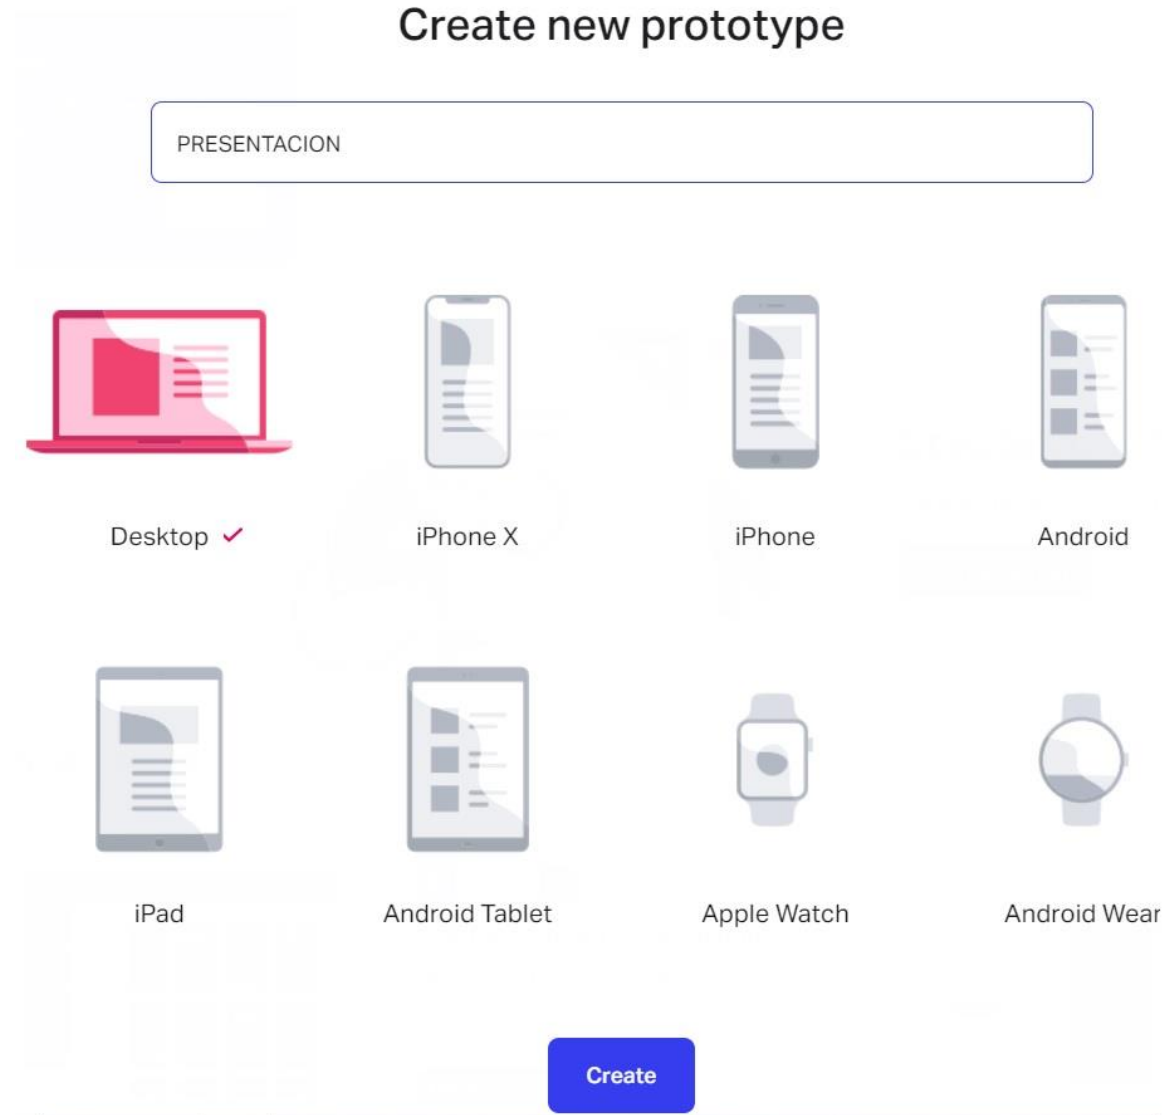 Create new prototype
PRESENTACION
Desktop
iPhone X
iPhone
Android
iPad
Android Tablet
Apple Watch
Android Wear
Create